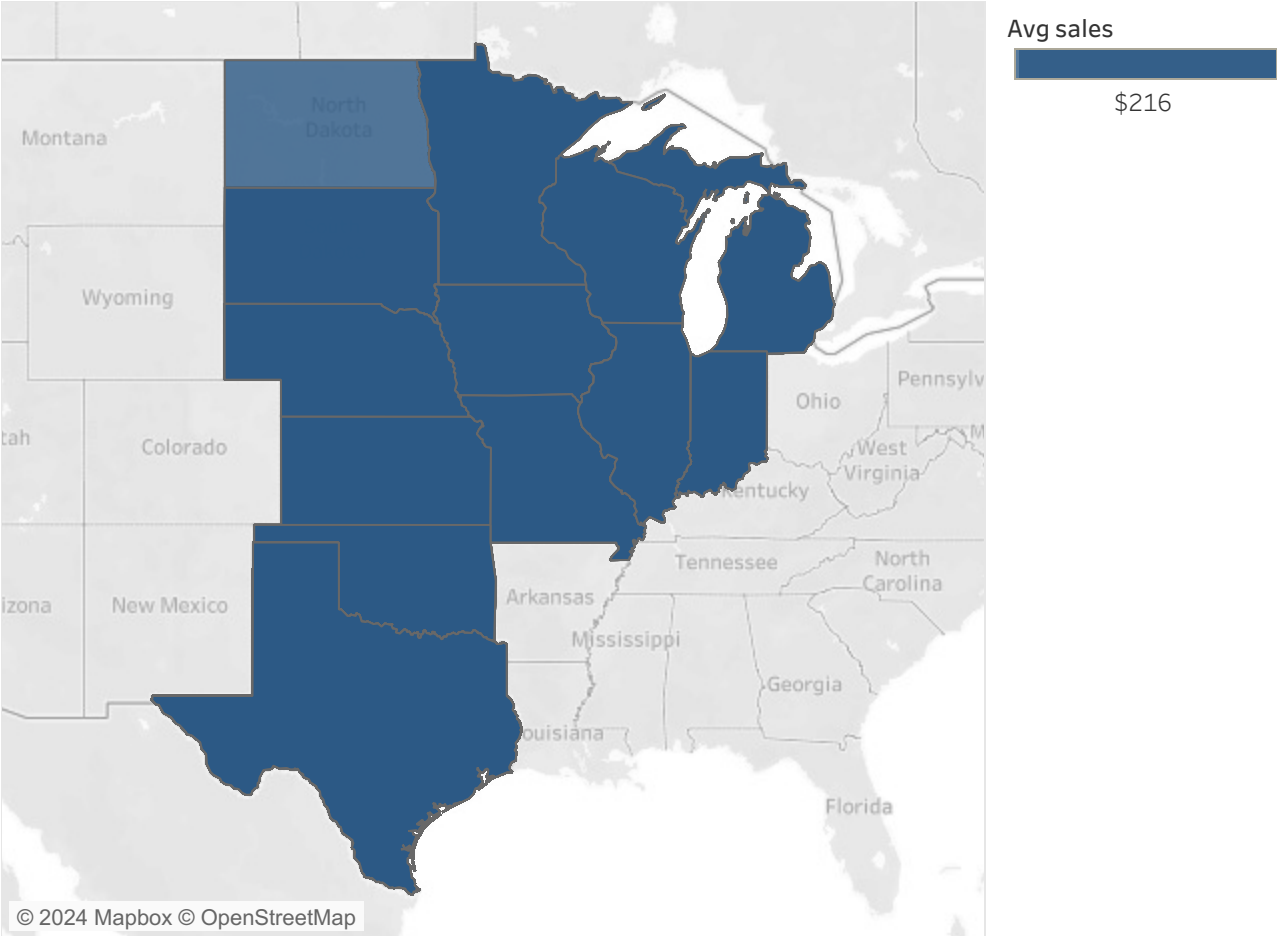 Avg sales
$216
North
Dakota
Montana
Wyoming
tah
Colorado
izona
New Mexico
Ohio
Pennsylv
M
West
Virginia
Kentucky
Tennessee
North
Carolina
Arkansas
Mississippi
Georgia
ouisiana
Florida
© 2024 Mapbox © OpenStreetMap